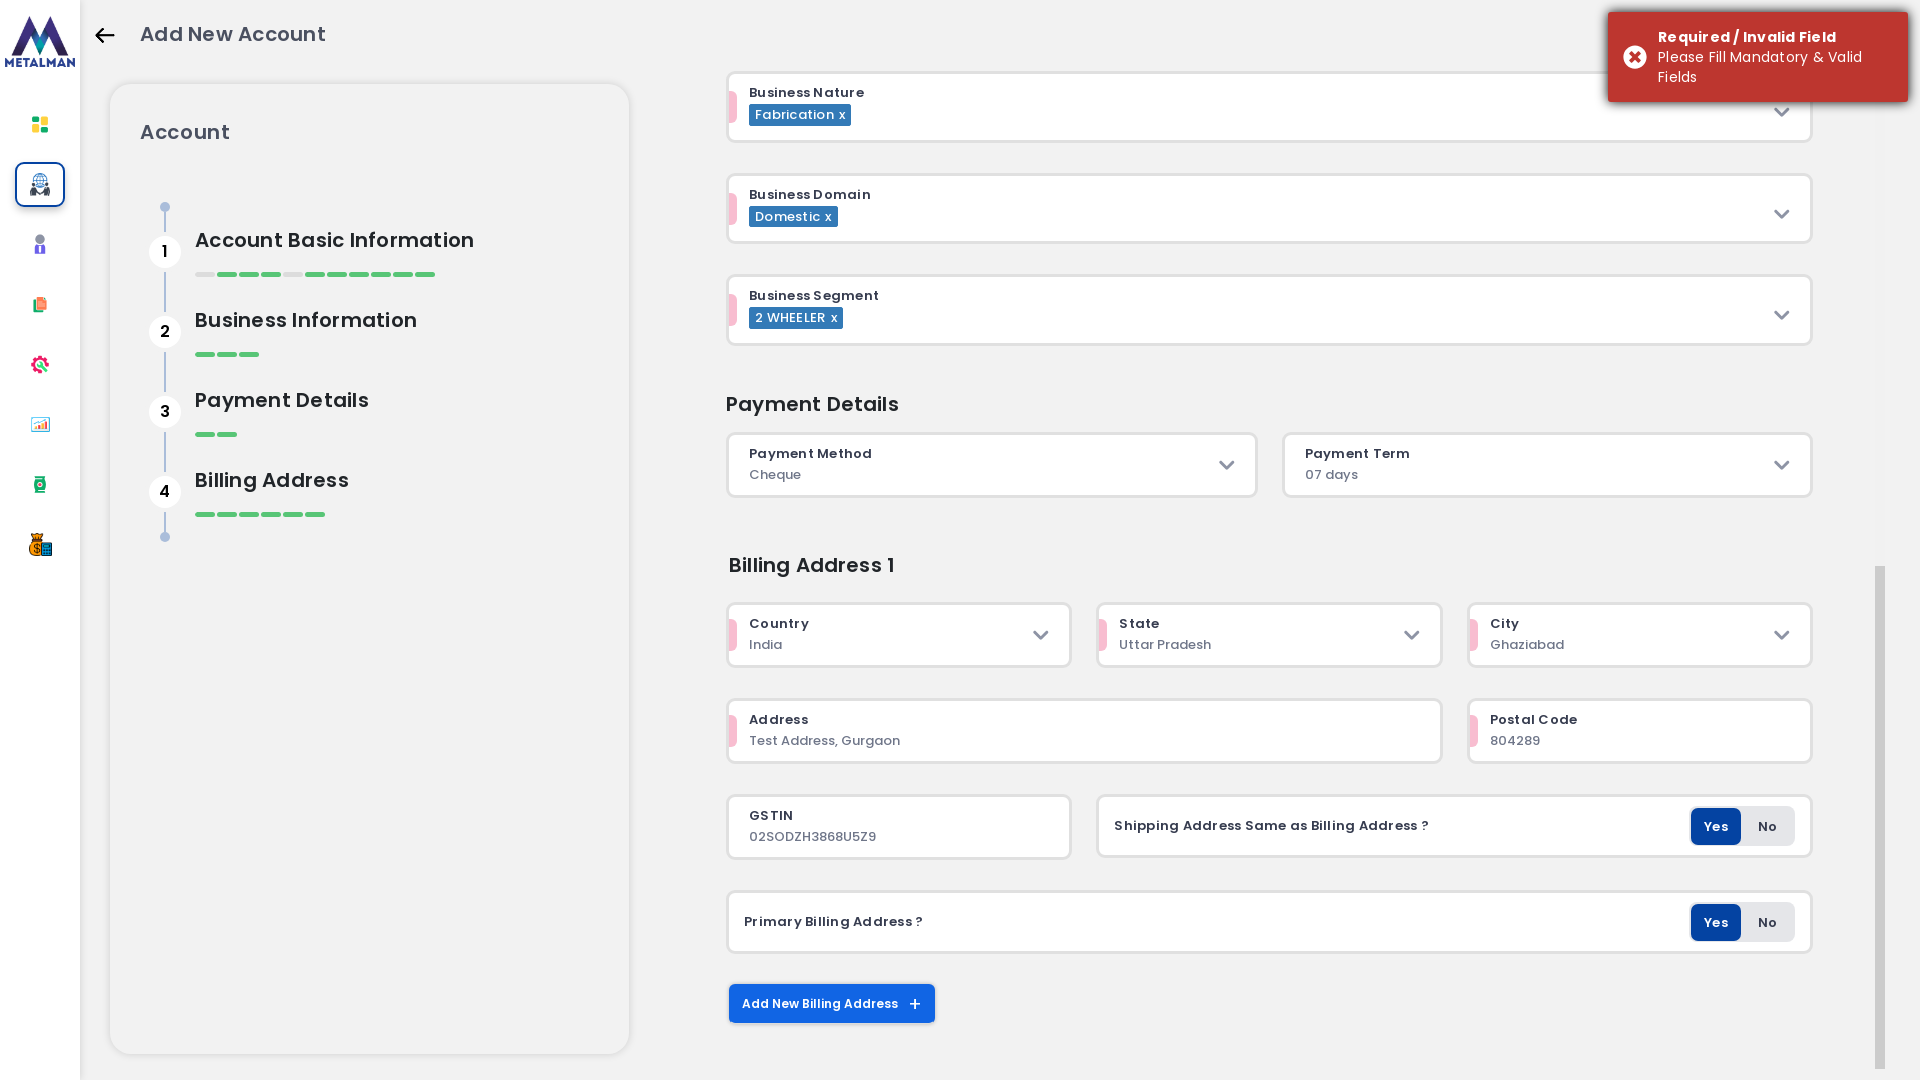 METALMAN
Add New Account
Required / Invalid Field
Please Fill Mandatory & Valid
Fields
Account
1
Account Basic Information
2
Business Information
3
Payment Details
4
Billing Address
Business Nature
Fabrication x
Business Domain
Domestic x
Business Segment
2 WHEELER x
Payment Details
Payment Method
Cheque
Payment Term
07 days
Billing Address 1
Country
India
State
Uttar Pradesh
City
Ghaziabad
Address
Test Address, Gurgaon
Postal Code
804289
GSTIN
02SODZH3868U5Z9
Shipping Address Same as Billing Address ?
Yes No
Primary Billing Address ?
Yes No
Add New Billing Address +